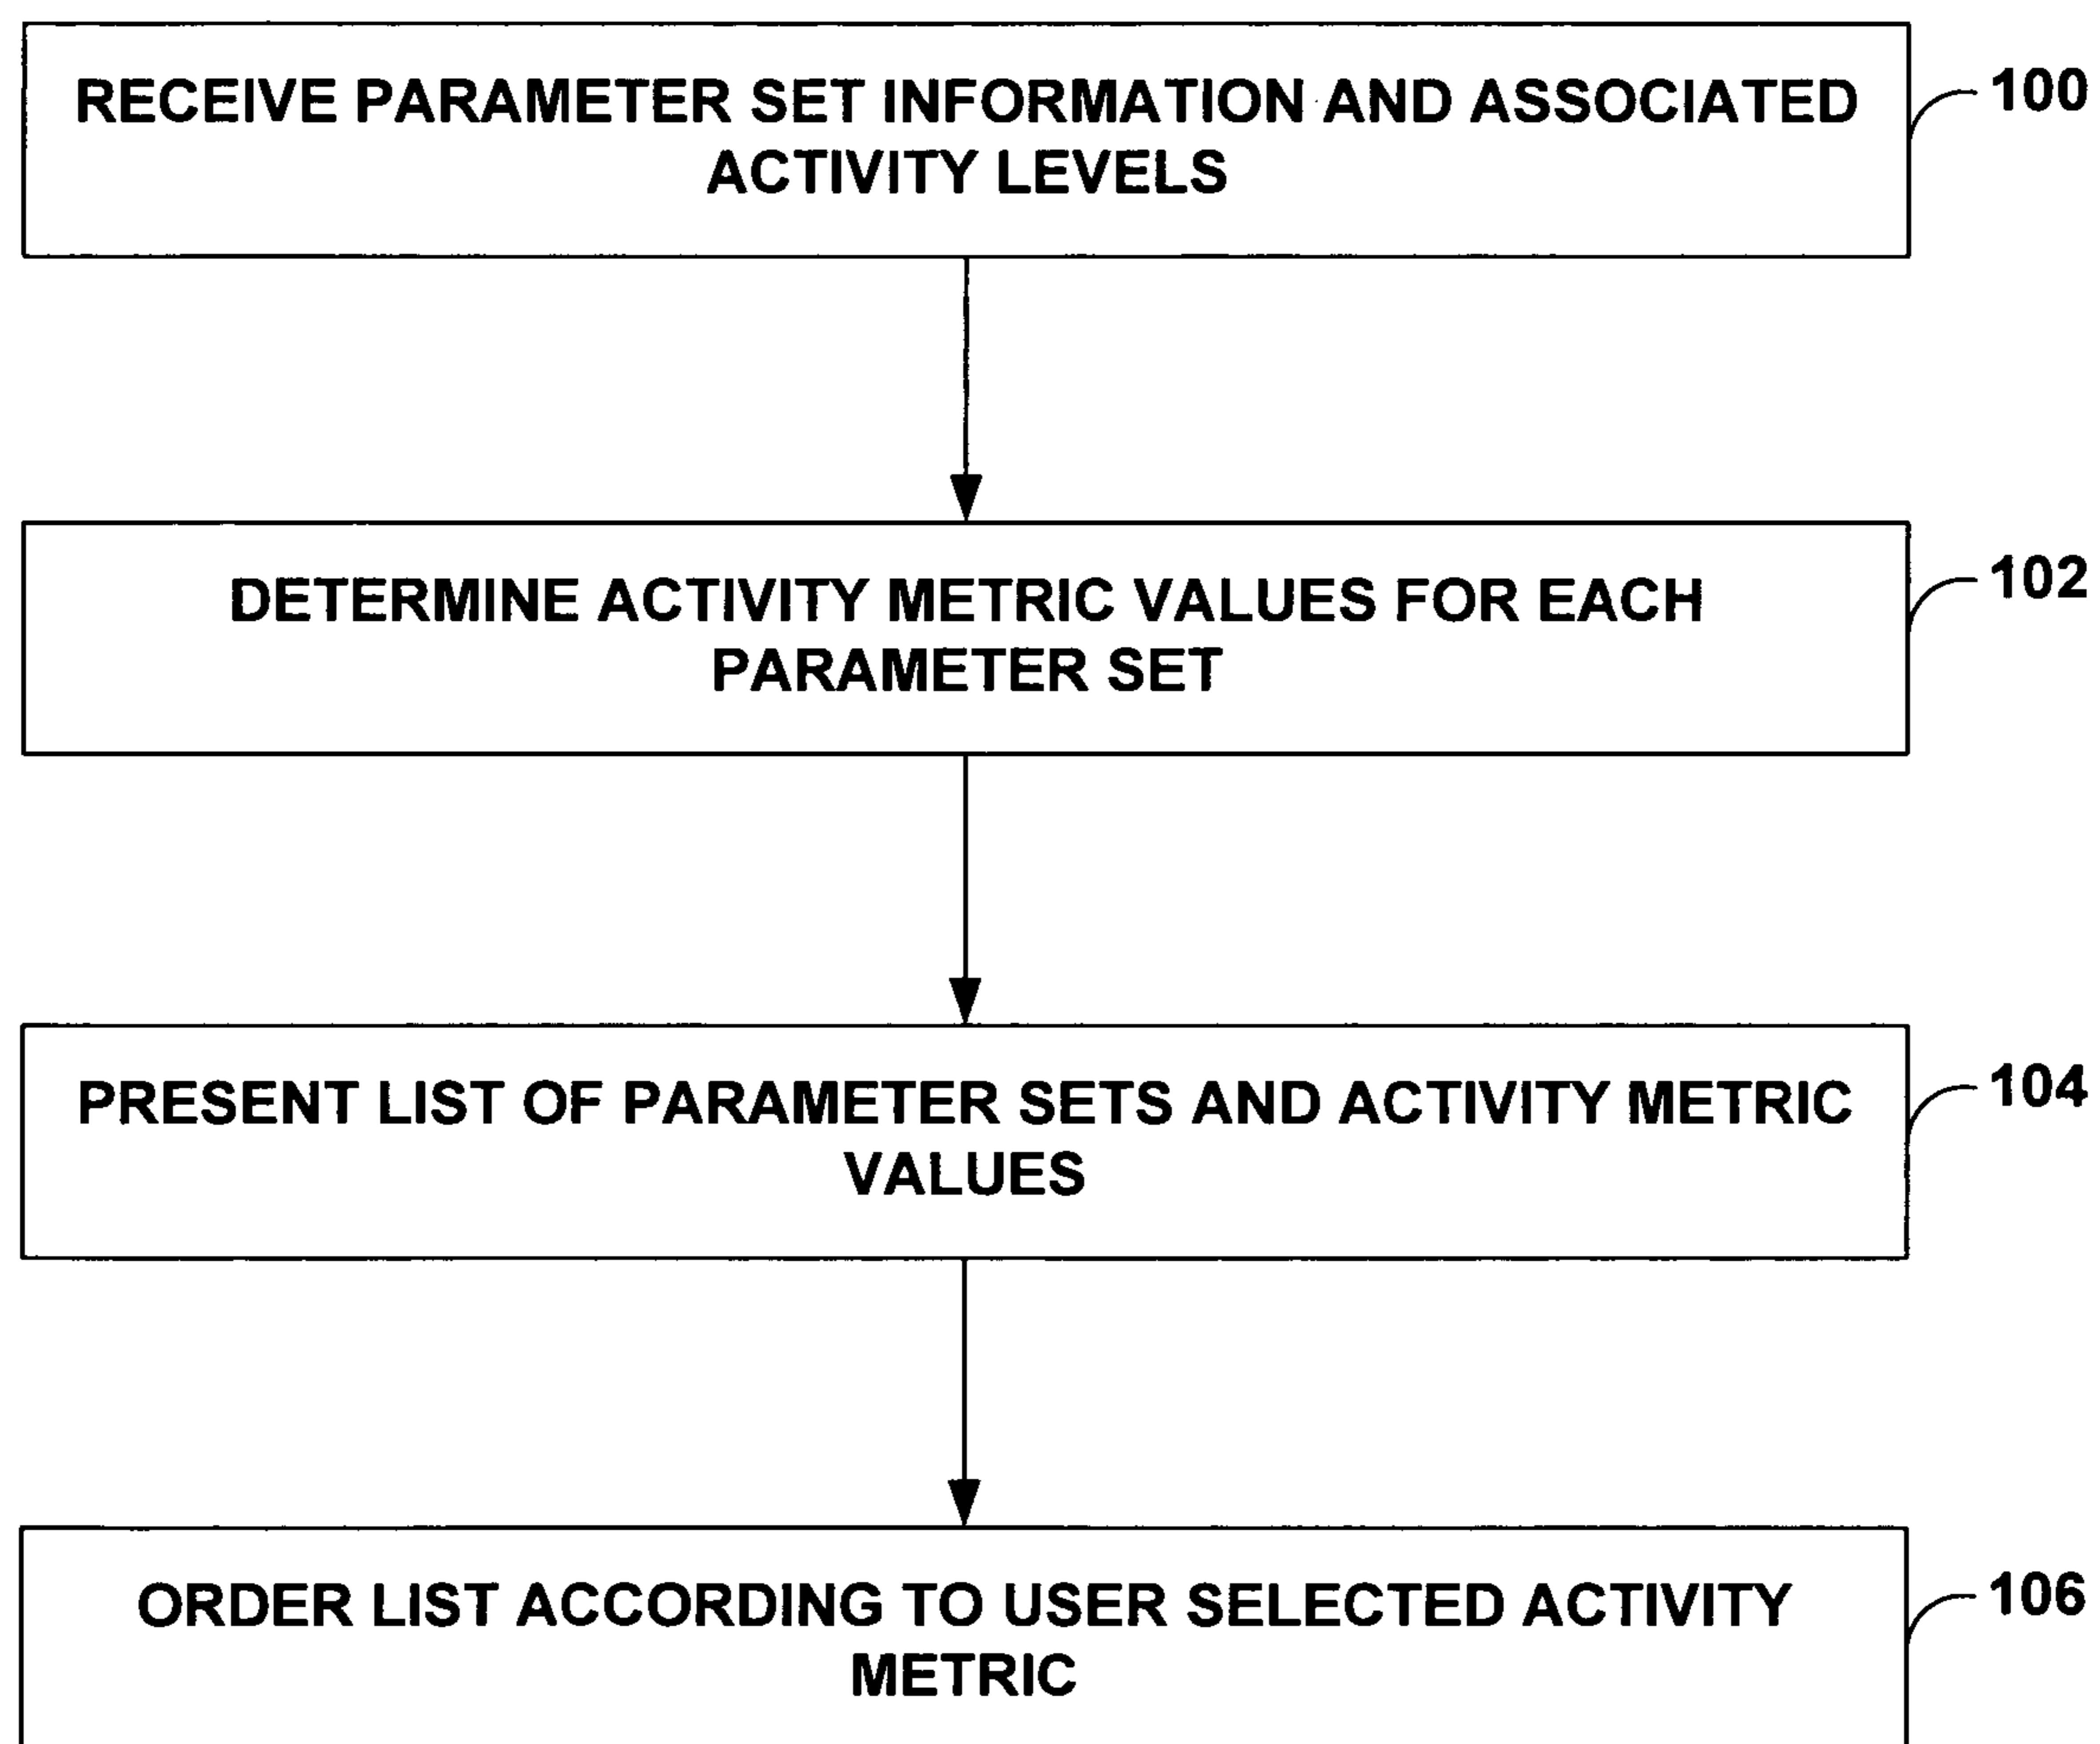 RECEIVE PARAMETER SET INFORMATION AND ASSOCIATED
ACTIVITY LEVELS
100
DETERMINE ACTIVITY METRIC VALUES FOR EACH
PARAMETER SET
102
PRESENT LIST OF PARAMETER SETS AND ACTIVITY METRIC
VALUES
104
ORDER LIST ACCORDING TO USER SELECTED ACTIVITY
METRIC
106